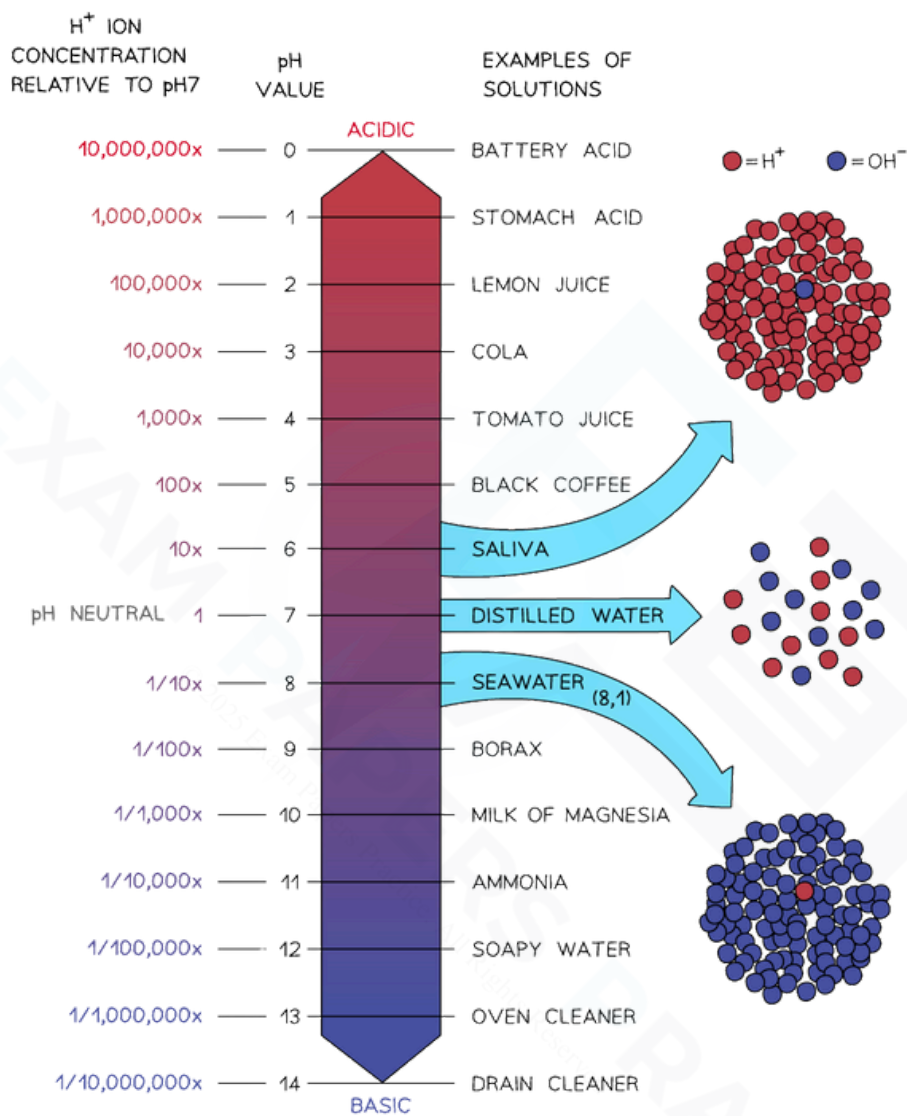 H+ ION
CONCENTRATION
RELATIVE TO pH7
pH
VALUE
EXAMPLES OF
SOLUTIONS
ACIDIC
10,000,000x 0 BATTERY ACID
= H+ = OH−
1,000,000x 1 STOMACH ACID
100,000x 2 LEMON JUICE
10,000x 3 COLA
1,000x 4 TOMATO JUICE
100x 5 BLACK COFFEE
10x 6 SALIVA
pH NEUTRAL 1 7 DISTILLED WATER
1/10x 8 SEAWATER (8,1)
1/100x 9 BORAX
1/1,000x 10 MILK OF MAGNESIA
1/10,000x 11 AMMONIA
1/100,000x 12 SOAPY WATER
1/1,000,000x 13 OVEN CLEANER
1/10,000,000x 14 DRAIN CLEANER
BASIC
EXAM PAPERS PRA